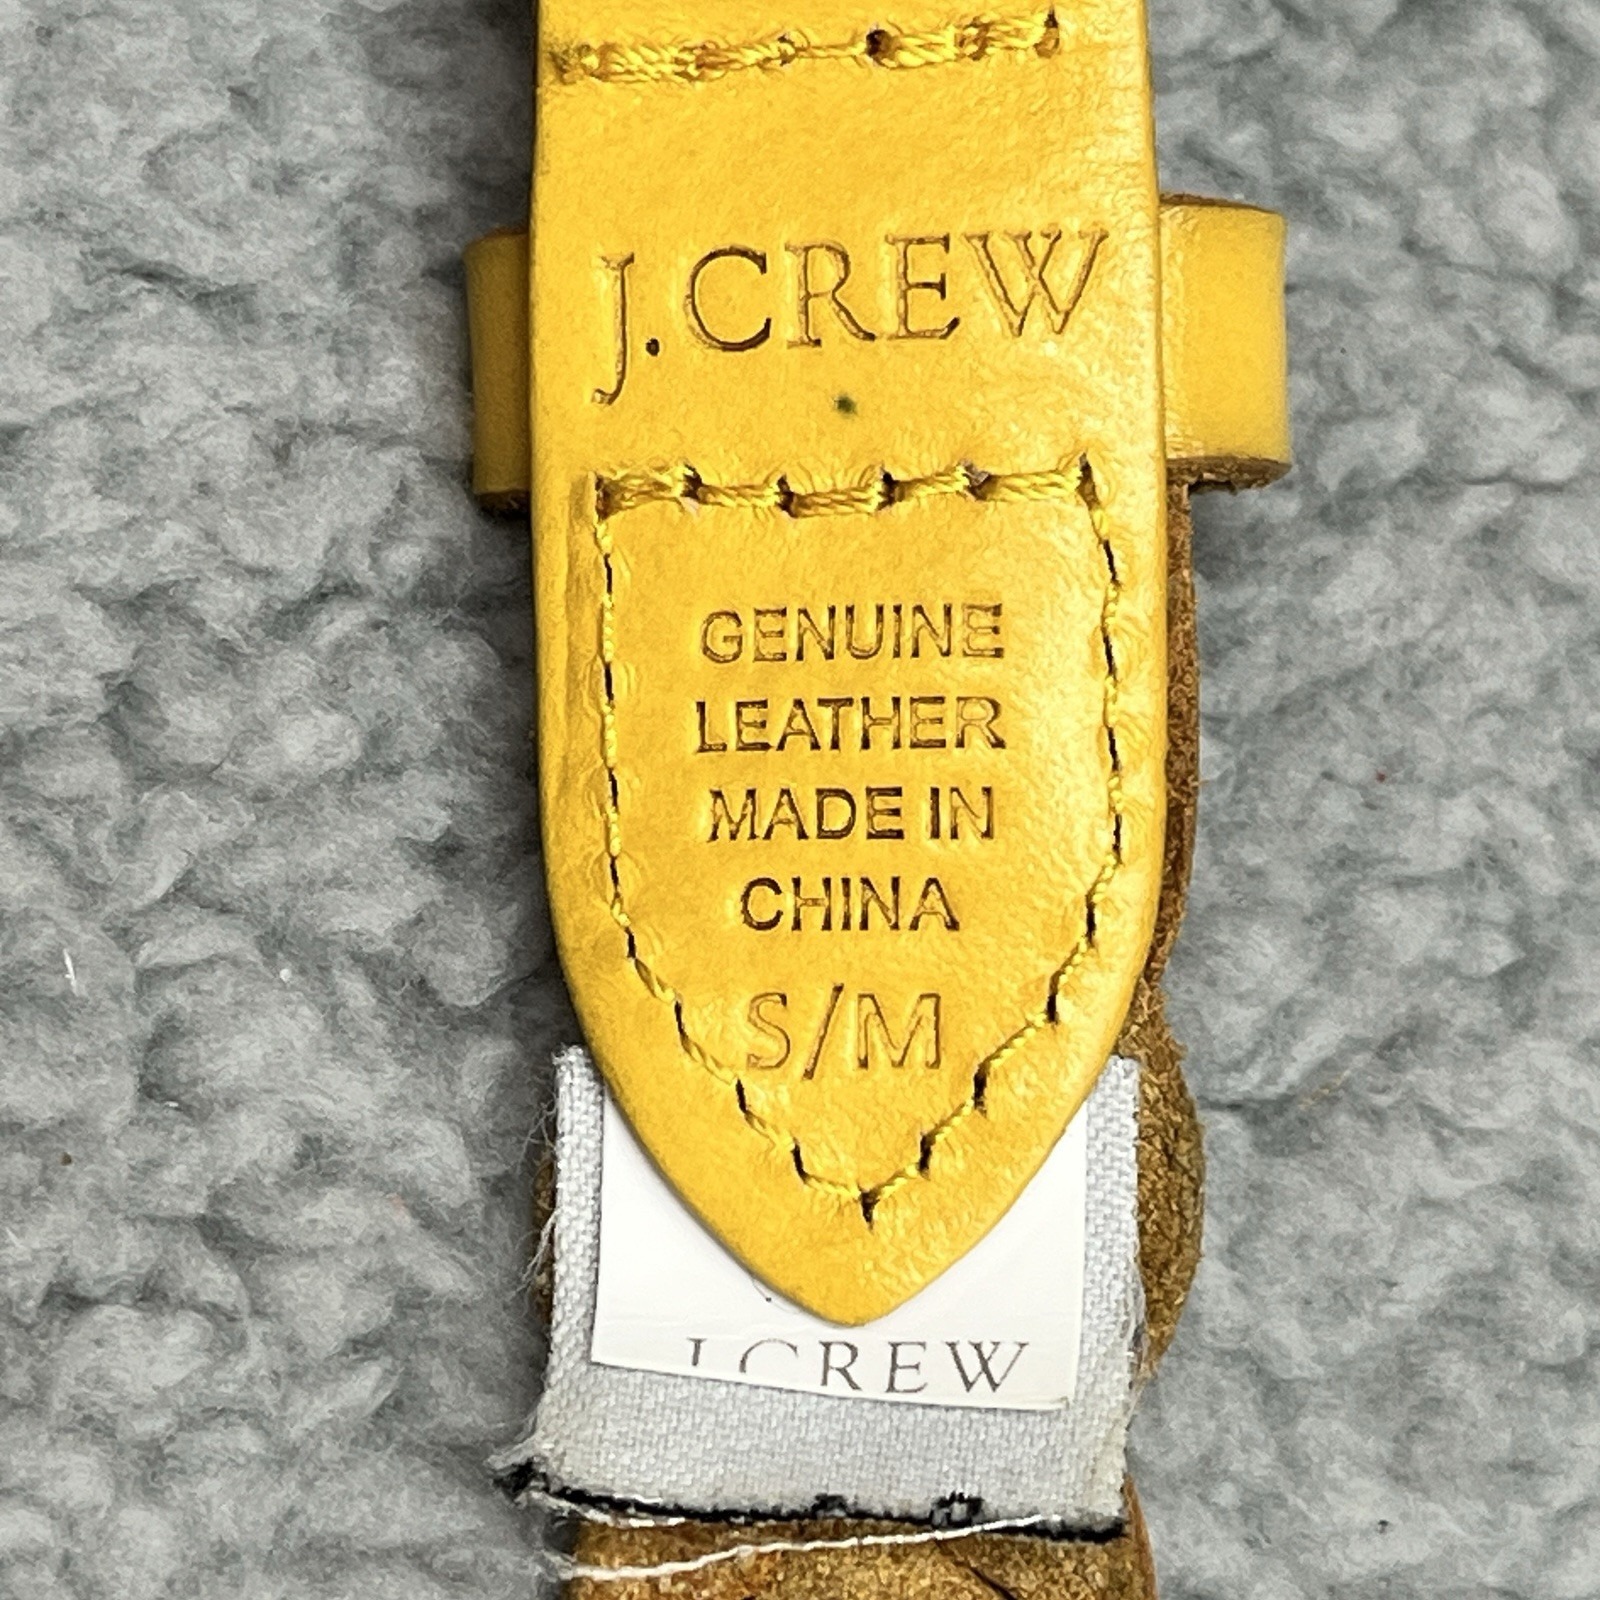 J.CREW
GENUINE
LEATHER
MADE IN
CHINA
S/M
J.CREW